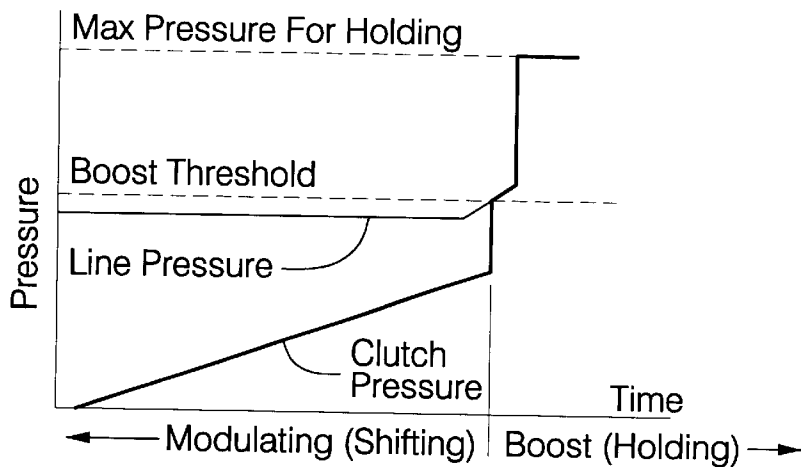 Max Pressure For Holding
Boost Threshold
Pressure
Line Pressure
Clutch
Pressure
Time
Modulating (Shifting)
Boost (Holding)